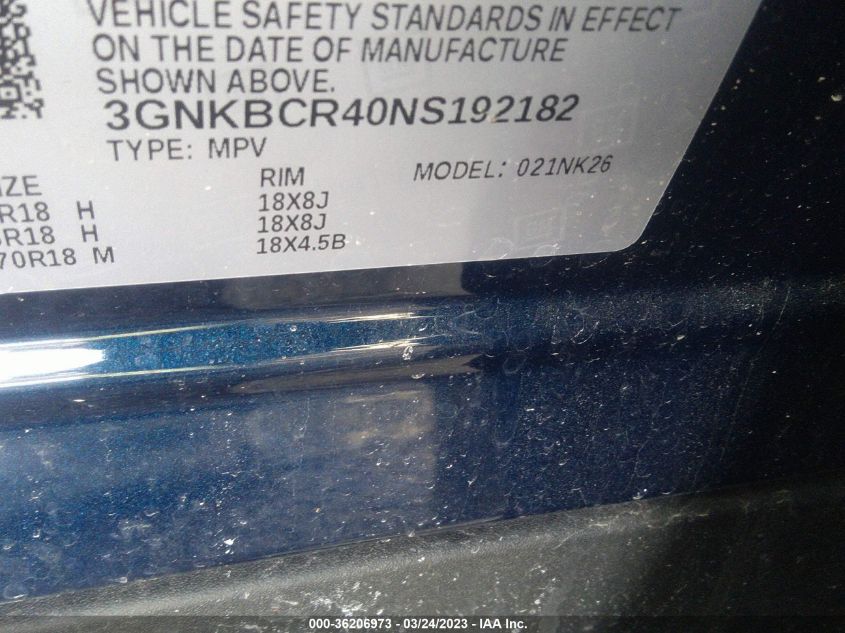 VEHICLE SAFETY STANDARDS IN EFFECT
ON THE DATE OF MANUFACTURE
SHOWN ABOVE.
3GNKBCR40NS192182
TYPE: MPV
MODEL: 021NK26
IZE RIM
R18 H 18X8J
R18 H 18X8J
70R18 M 18X4.5B
000-36206973 - 03/24/2023 - IAA Inc.